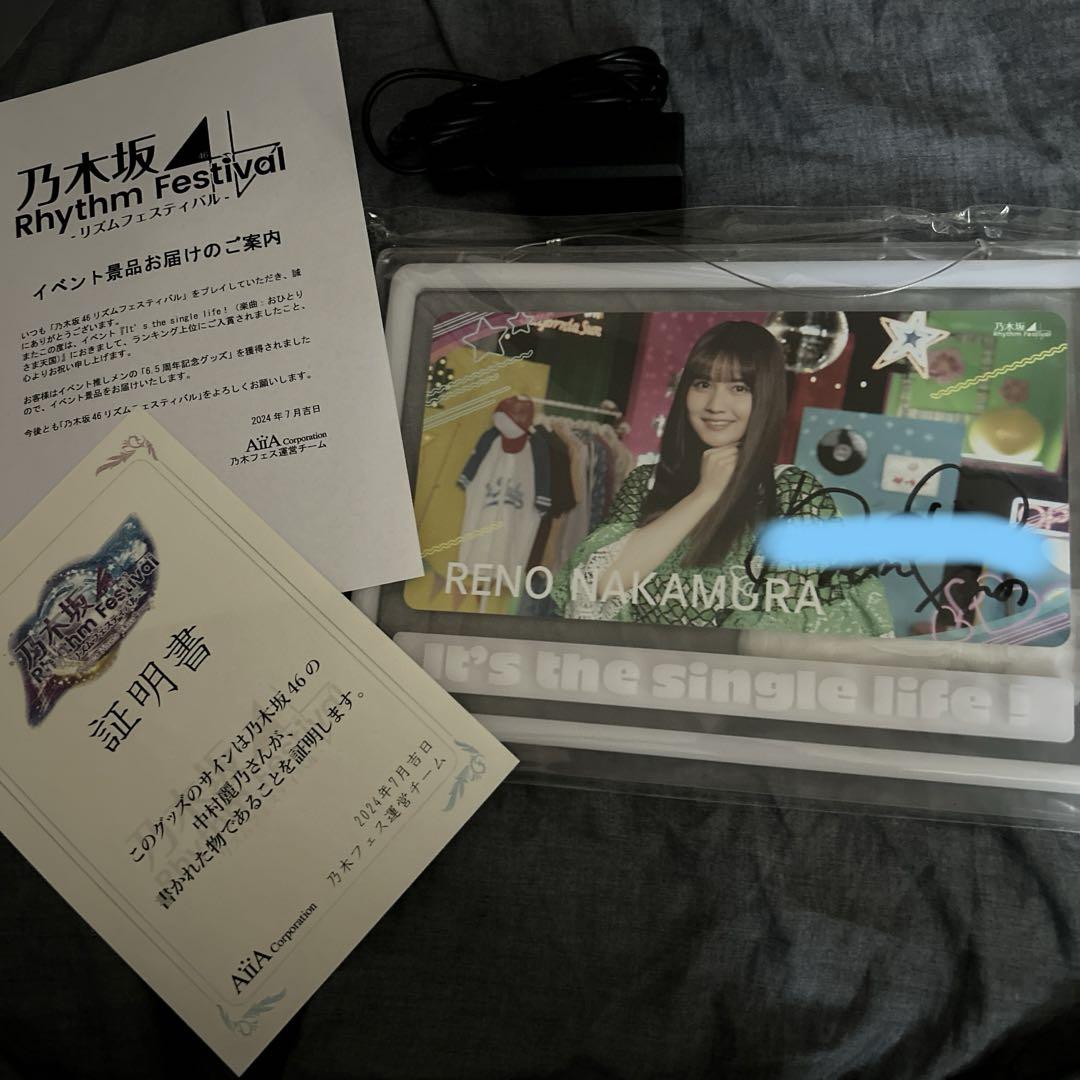 乃木坂46
Rhythm Festival
-リズムフェスティバル-
イベント景品お届けのご案内
いつも「乃木坂46リズムフェスティバル」をプレイしていただき、誠
にありがとうございます。
またこの度は、イベント『It's the single life!（楽曲：おひとり
さま天国）』におきまして、ランキング上位にご入賞されましたこと、
心よりお祝い申し上げます。
お客様はイベント推しメンの「6.5周年記念グッズ」を獲得されました
ので、イベント景品をお届けいたします。
今後とも「乃木坂46リズムフェスティバル」をよろしくお願いします。
2024年7月吉日
AiiA Corporation
乃木フェス運営チーム
乃木坂
Rhythm Festival
証明書
このグッズのサインは乃木坂46の
中村麗乃さんが、
書かれた物であることを証明します。
2024年7月吉日
乃木フェス運営チーム
AiiA Corporation
乃木坂
Rhythm Festival
RENO NAKAMURA
It's the single life !